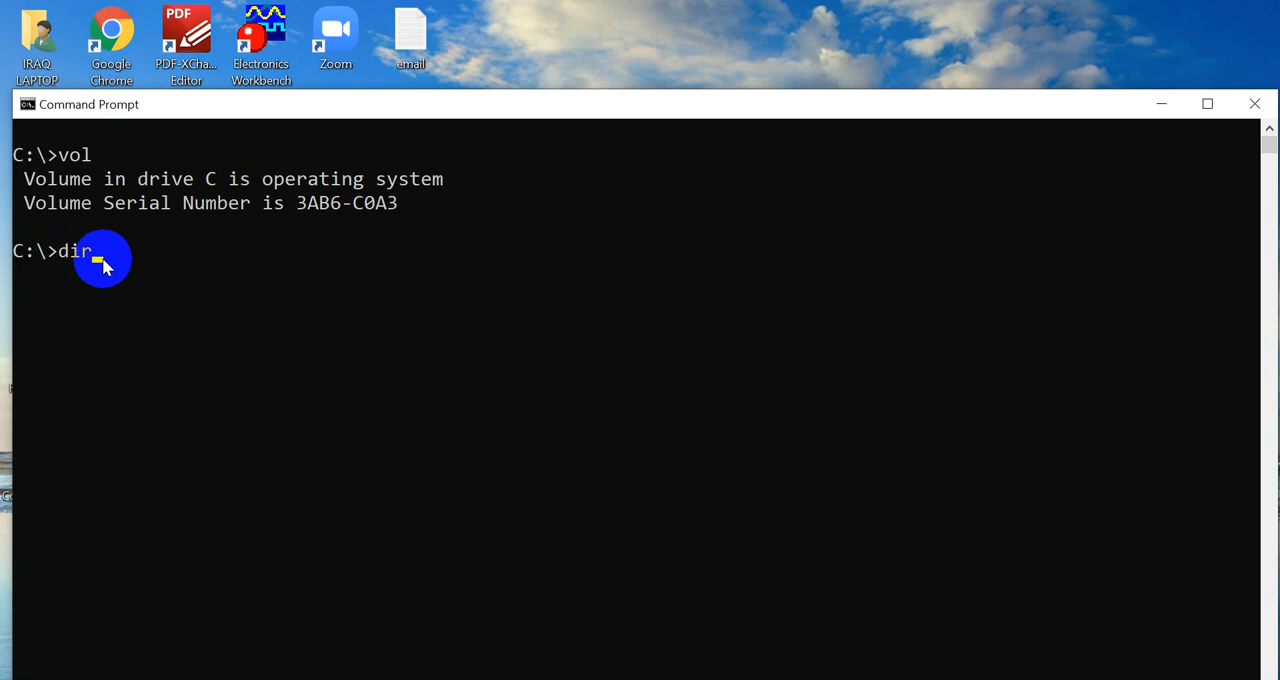 IRAQ
LAPTOP
Google
Chrome
PDF
PDF-XCha...
Editor
Electronics
Workbench
Zoom
email
Command Prompt
C:\>vol
Volume in drive C is operating system
Volume Serial Number is 3AB6-C0A3
C:\>dir